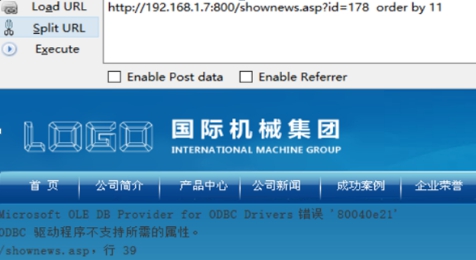 Load URL
http://192.168.1.7:800/shownews.asp?id=178 order by 11
Split URL
Execute
Enable Post data Enable Referrer
LOGO 国际机械集团
INTERNATIONAL MACHINE GROUP
首 页 公司简介 产品中心 公司新闻 成功案例 企业荣誉
Microsoft OLE DB Provider for ODBC Drivers 错误 '80040e21'
ODBC 驱动程序不支持所需的属性。
/shownews.asp，行 39